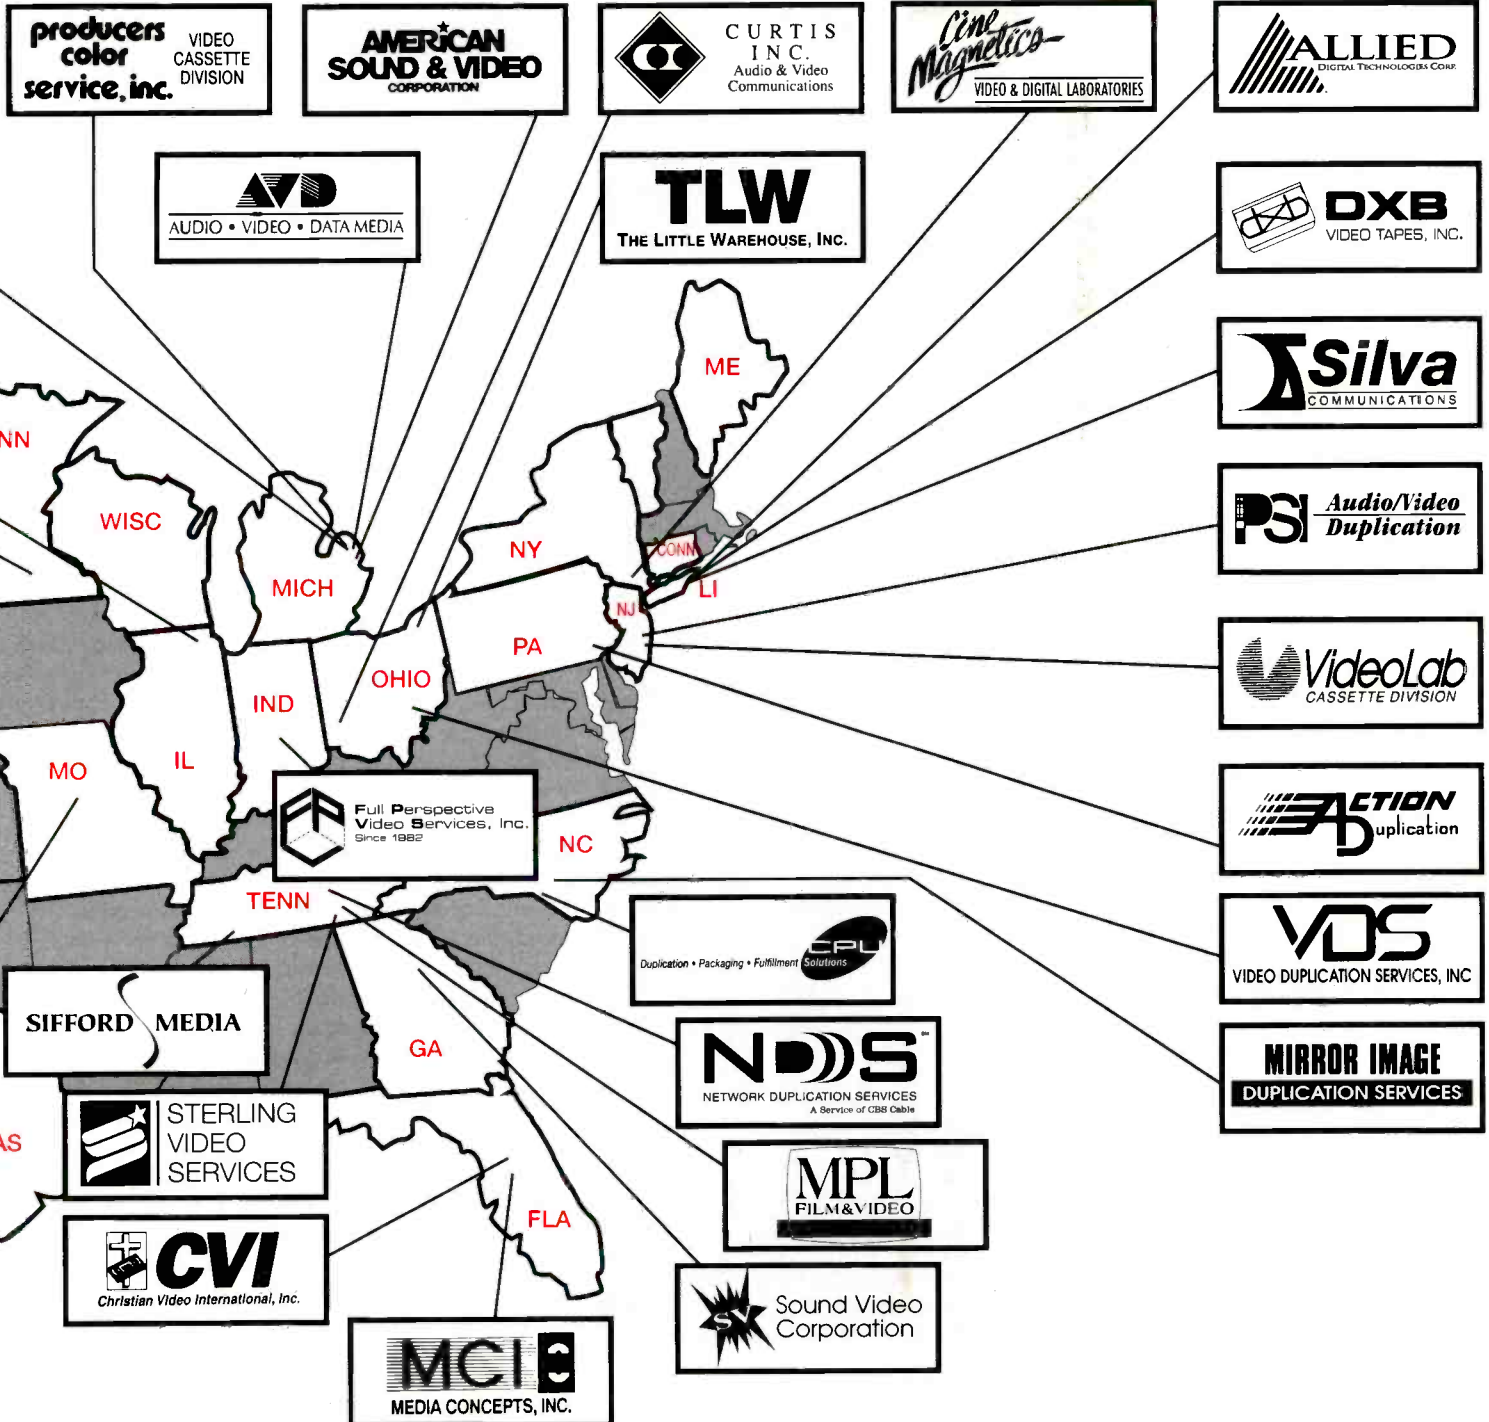 producers
color
service, inc.
VIDEO
CASSETTE
DIVISION
AMERICAN
SOUND & VIDEO
CORPORATION
CURTIS
INC.
Audio & Video
Communications
Cine
Magnetics
VIDEO & DIGITAL LABORATORIES
ALLIED
DIGITAL TECHNOLOGIES CORP.
AVD
AUDIO • VIDEO • DATA MEDIA
TLW
THE LITTLE WAREHOUSE, INC.
dxb
DXB
VIDEO TAPES, INC.
Silva
COMMUNICATIONS
PSI
Audio/Video
Duplication
VideoLab
CASSETTE DIVISION
ACTION
Duplication
VDS
VIDEO DUPLICATION SERVICES, INC
MIRROR IMAGE
DUPLICATION SERVICES
ME
NN
WISC
MICH
NY
CONN
LI
NJ
PA
OHIO
IND
IL
MO
Full Perspective
Video Services, Inc.
Since 1982
NC
TENN
CPU
Duplication • Packaging • Fulfillment Solutions
SIFFORD MEDIA
GA
NDS
NETWORK DUPLICATION SERVICES
A Service of CBS Cable
AS
STERLING
VIDEO
SERVICES
MPL
FILM & VIDEO
FLA
CVI
Christian Video International, Inc.
SV
Sound Video
Corporation
MCI
MEDIA CONCEPTS, INC.